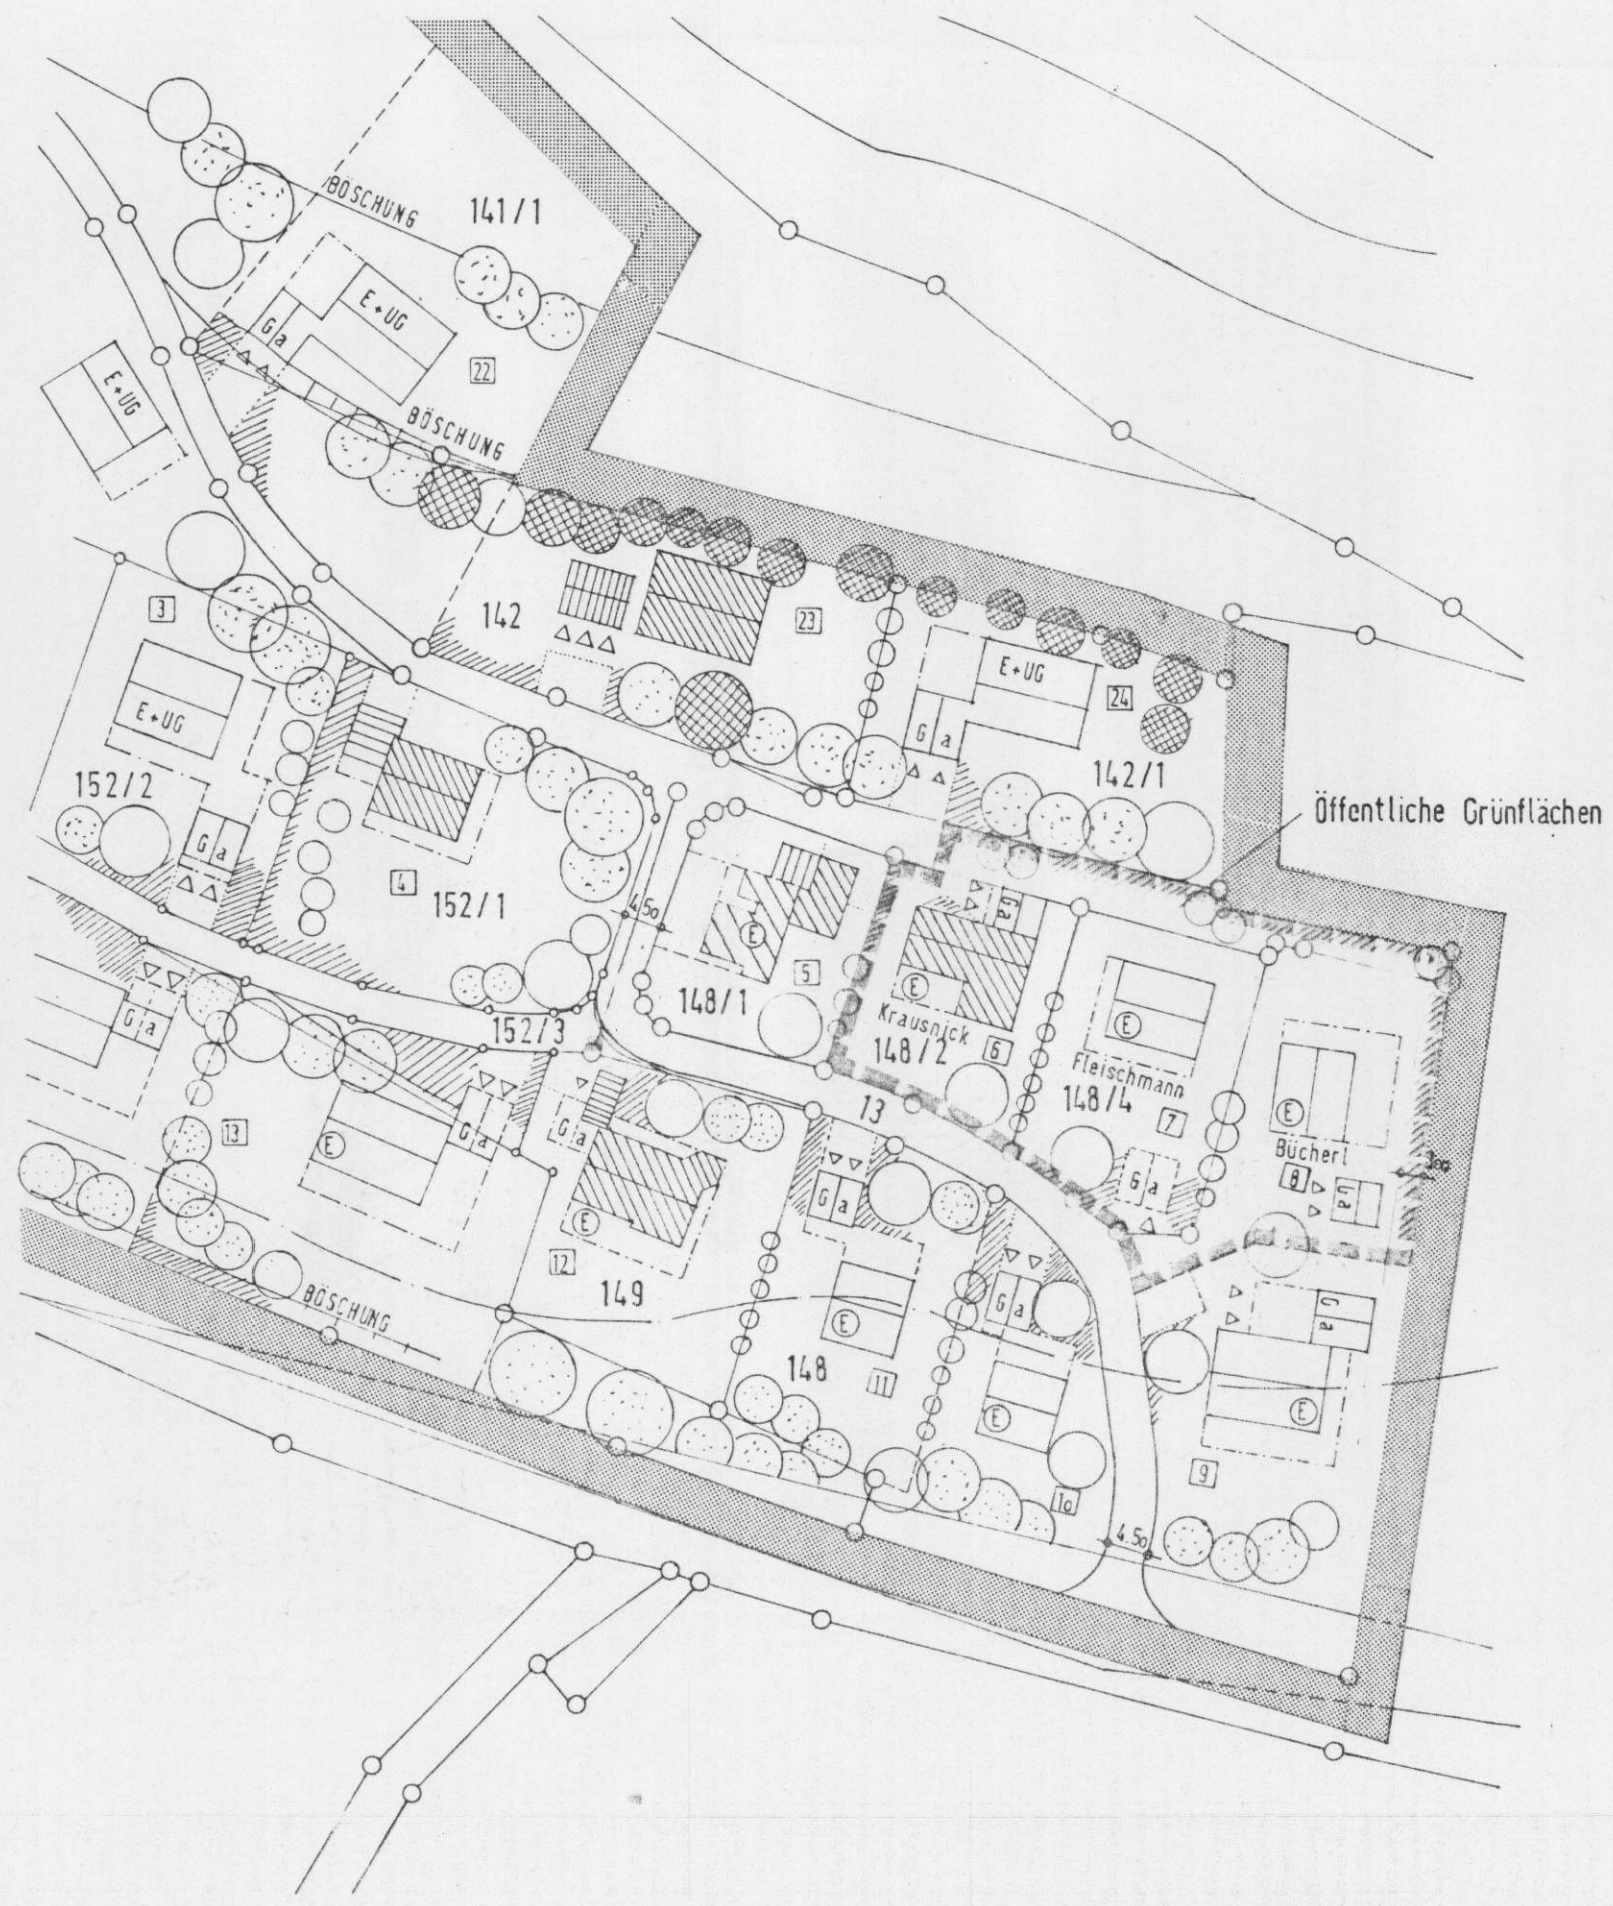 BÖSCHUNG
141/1
E+UG
Ga
22
E+UG
BÖSCHUNG
3
142
23
E+UG
24
Ga
142/1
E+UG
152/2
Öffentliche Grünflächen
Ga
4
152/1
4.50
E
5
148/1
Ga
E
Krausnick
148/2
6
E
Fleischmann
148/4
7
Ga
E
Bücherl
8
3.00
Ga
Ga
152/3
13
13
E
Ga
Ga
E
12
149
Ga
E
148
11
Ga
E
10
Ga
E
9
BÖSCHUNG
4.50